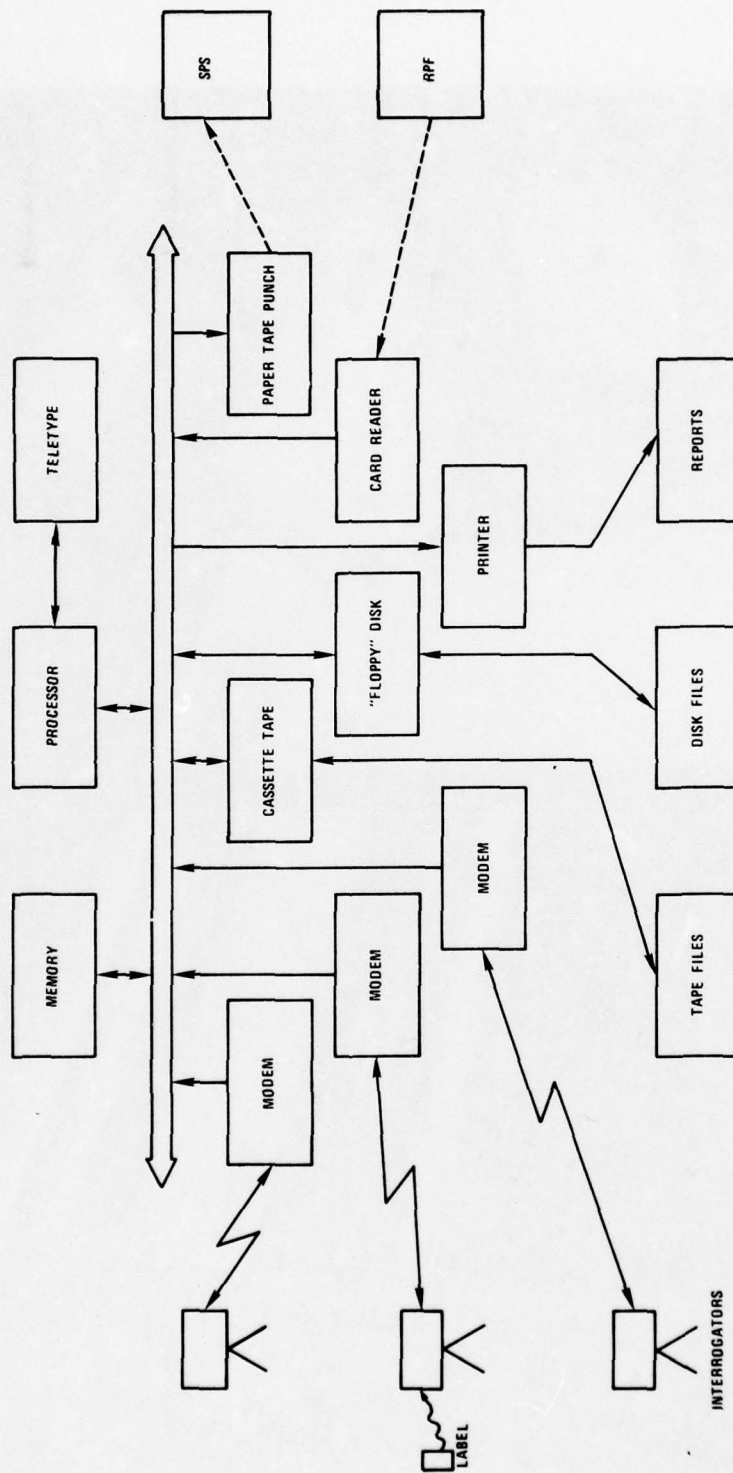 MEMORY
PROCESSOR
TELETYPE
MODEM
CASSETTE TAPE
PAPER TAPE PUNCH
SPS
MODEM
"FLOPPY" DISK
CARD READER
RPF
LABEL
MODEM
PRINTER
INTERROGATORS
TAPE FILES
DISK FILES
REPORTS